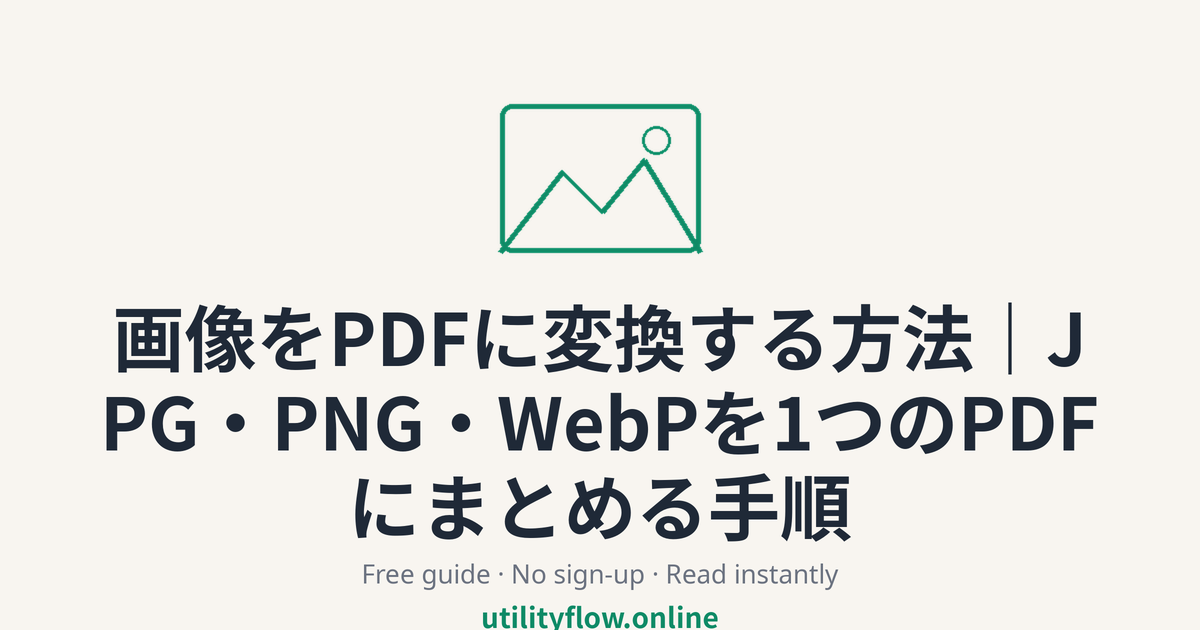 画像をPDFに変換する方法｜J
PG・PNG・WebPを1つのPDF
にまとめる手順
Free guide · No sign-up · Read instantly
utilityflow.online